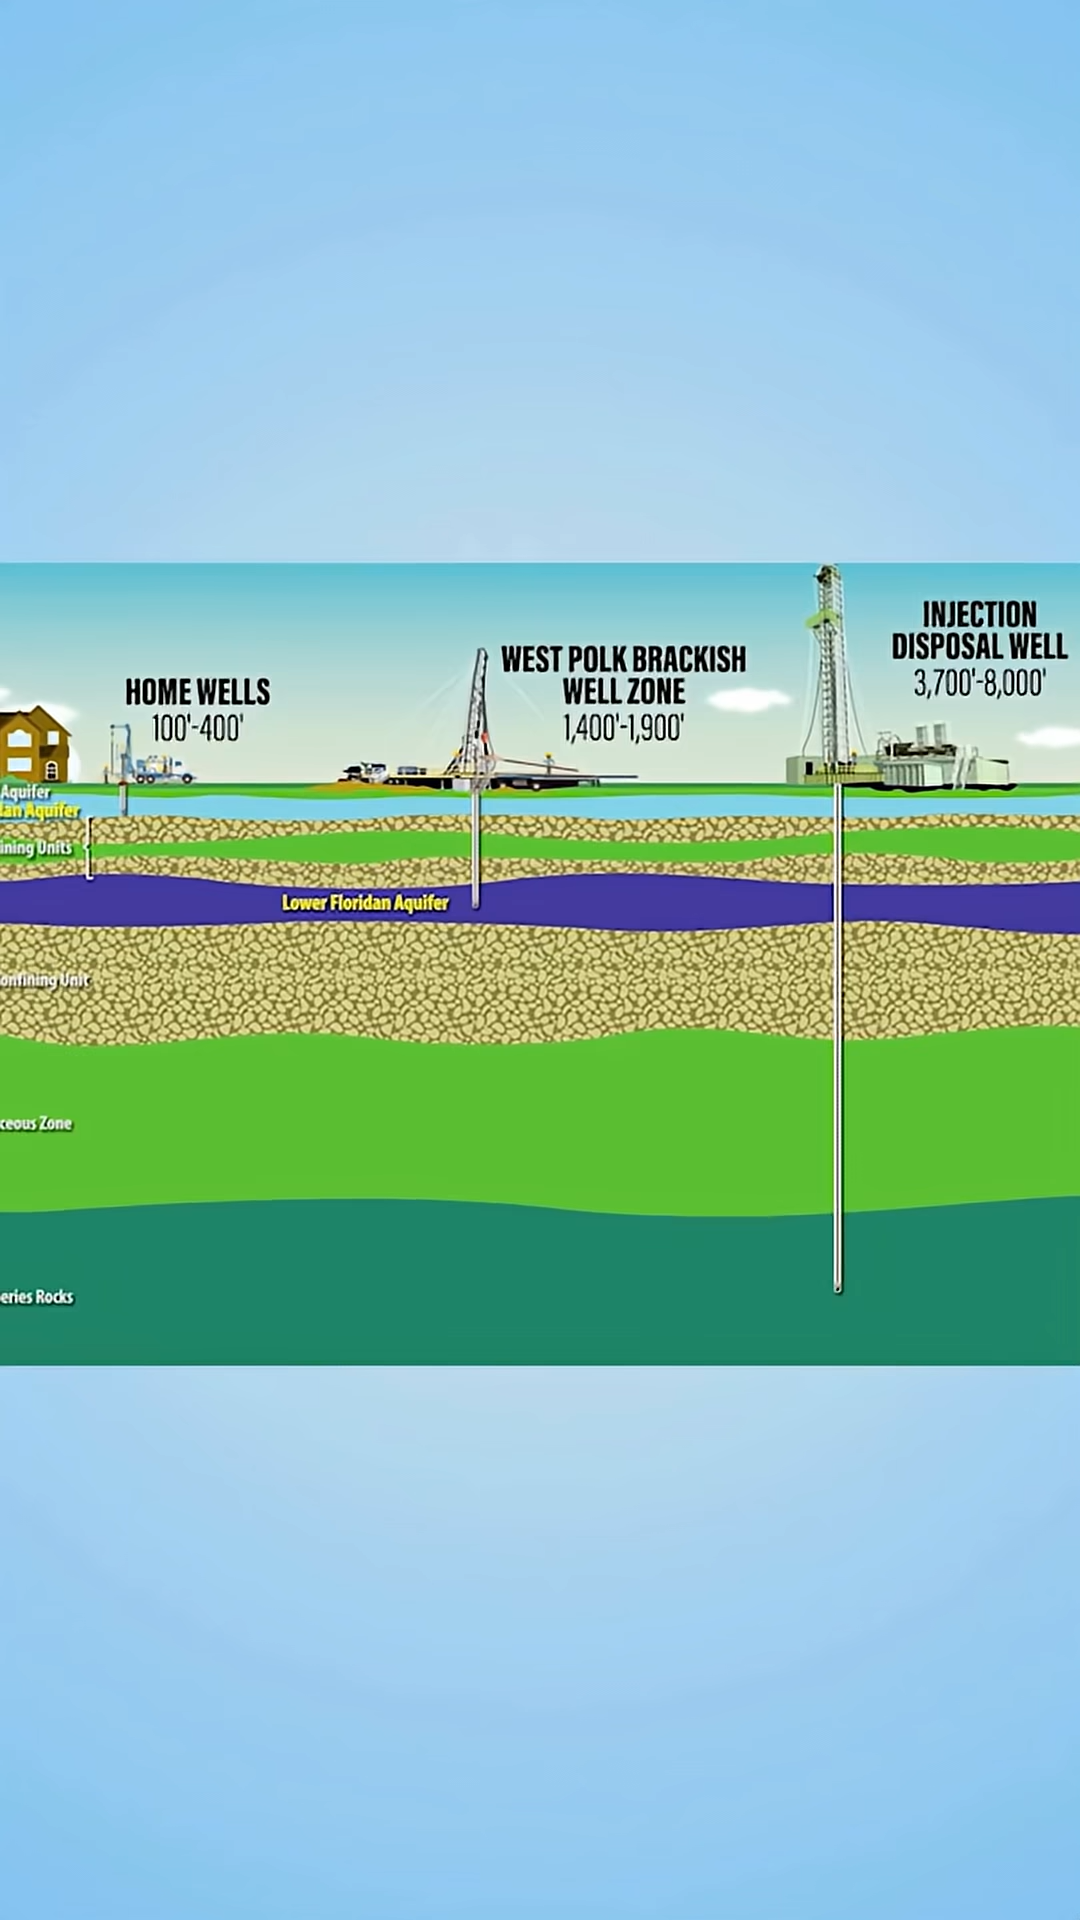 INJECTION
DISPOSAL WELL
3,700'-8,000'
WEST POLK BRACKISH
WELL ZONE
1,400'-1,900'
HOME WELLS
100'-400'
Aquifer
dan Aquifer
ining Units
Lower Floridan Aquifer
onfining Unit
ceous Zone
eries Rocks